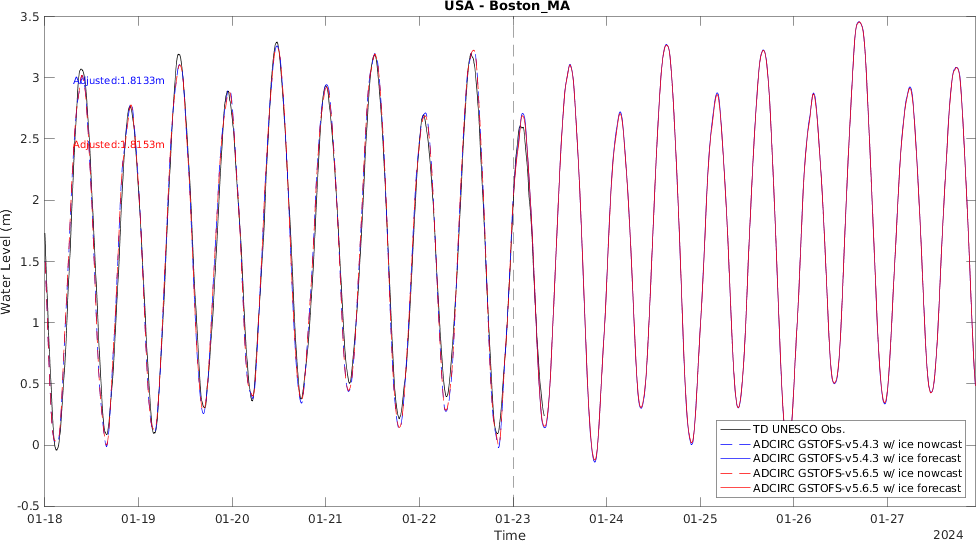 USA - Boston_MA
3.5
3
2.5
2
1.5
1
0.5
0
-0.5
Water Level (m)
Adjusted:1.8133m
Adjusted:1.8153m
TD UNESCO Obs.
ADCIRC GSTOFS-v5.4.3 w/ ice nowcast
ADCIRC GSTOFS-v5.4.3 w/ ice forecast
ADCIRC GSTOFS-v5.6.5 w/ ice nowcast
ADCIRC GSTOFS-v5.6.5 w/ ice forecast
01-18 01-19 01-20 01-21 01-22 01-23 01-24 01-25 01-26 01-27
Time
2024